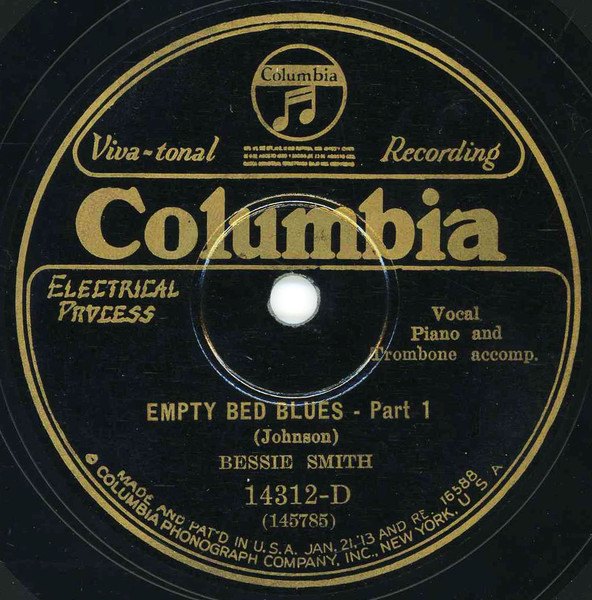 Columbia
Viva-tonal
Recording
Columbia
ELECTRICAL
PROCESS
Vocal
Piano and
Trombone accomp.
EMPTY BED BLUES - Part 1
(Johnson)
BESSIE SMITH
14312-D
(145785)
MADE AND PAT'D IN U.S.A. JAN. 21,'13 AND RE. 16588
COLUMBIA PHONOGRAPH COMPANY, INC., NEW YORK, U S A